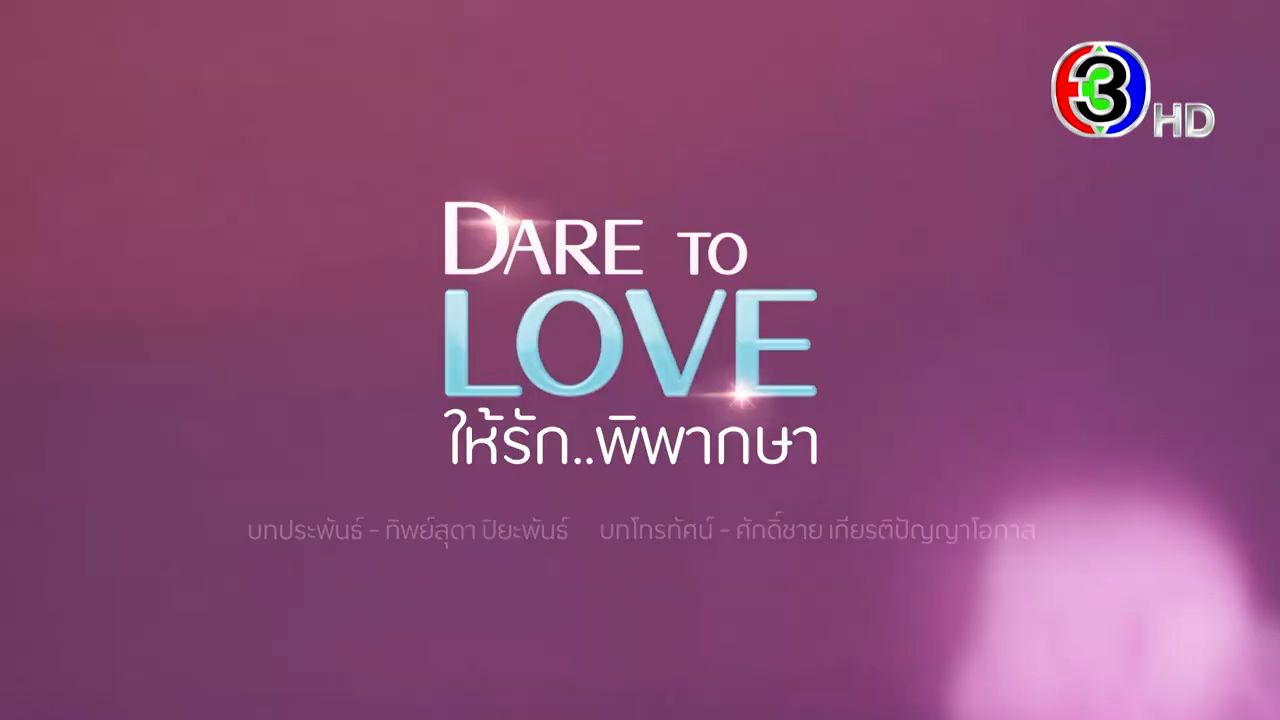 3 HD
DARE TO
LOVE
ให้รัก..พิพากษา
บทประพันธ์ - ทิพย์สุดา ปิยะพันธ์ บทโทรทัศน์ - ศักดิ์ชาย เกียรติปัญญาโอภาส